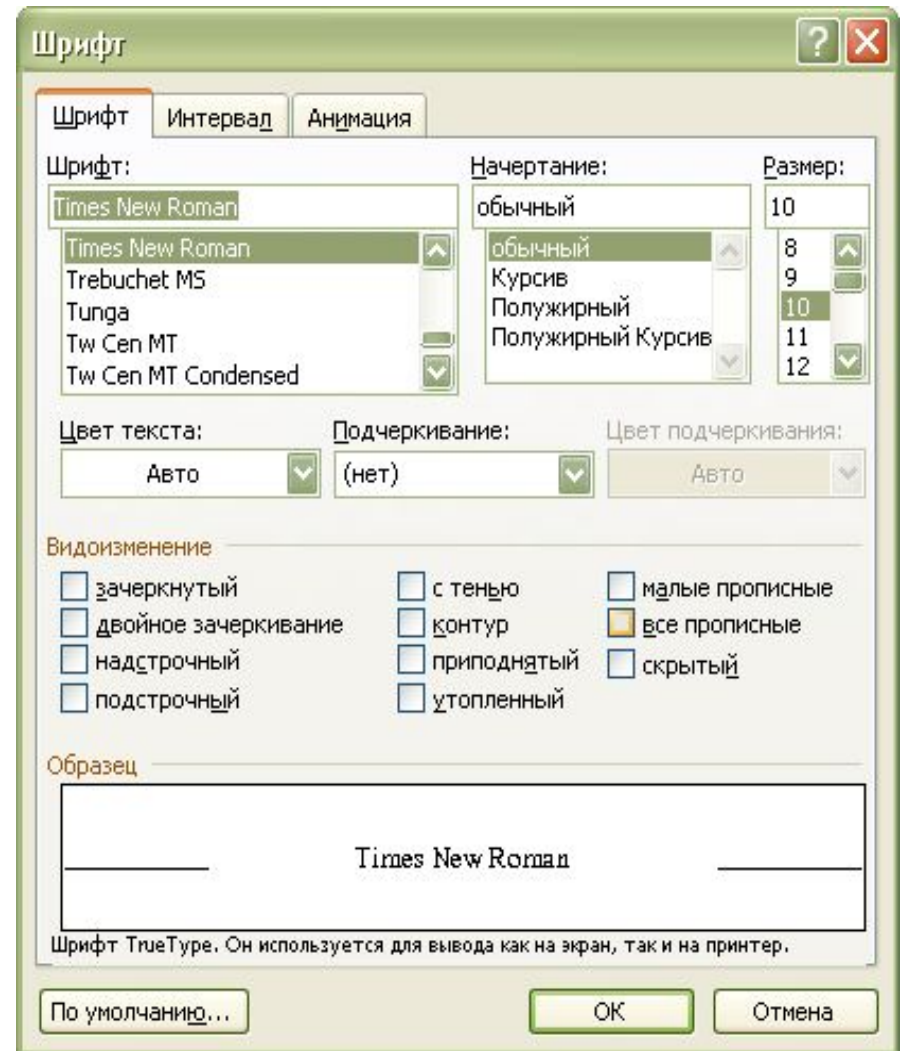 Шрифт
Шрифт Интервал Анимация
Шрифт: Начертание: Размер:
Times New Roman обычный 10
Times New Roman обычный 8
Trebuchet MS Курсив 9
Tunga Полужирный 10
Tw Cen MT Полужирный Курсив 11
Tw Cen MT Condensed 12
Цвет текста: Подчеркивание: Цвет подчеркивания:
Авто (нет) Авто
Видоизменение
зачеркнутый с тенью малые прописные
двойное зачеркивание контур все прописные
надстрочный приподнятый скрытый
подстрочный утопленный
Образец
Times New Roman
Шрифт TrueType. Он используется для вывода как на экран, так и на принтер.
По умолчанию... ОК Отмена